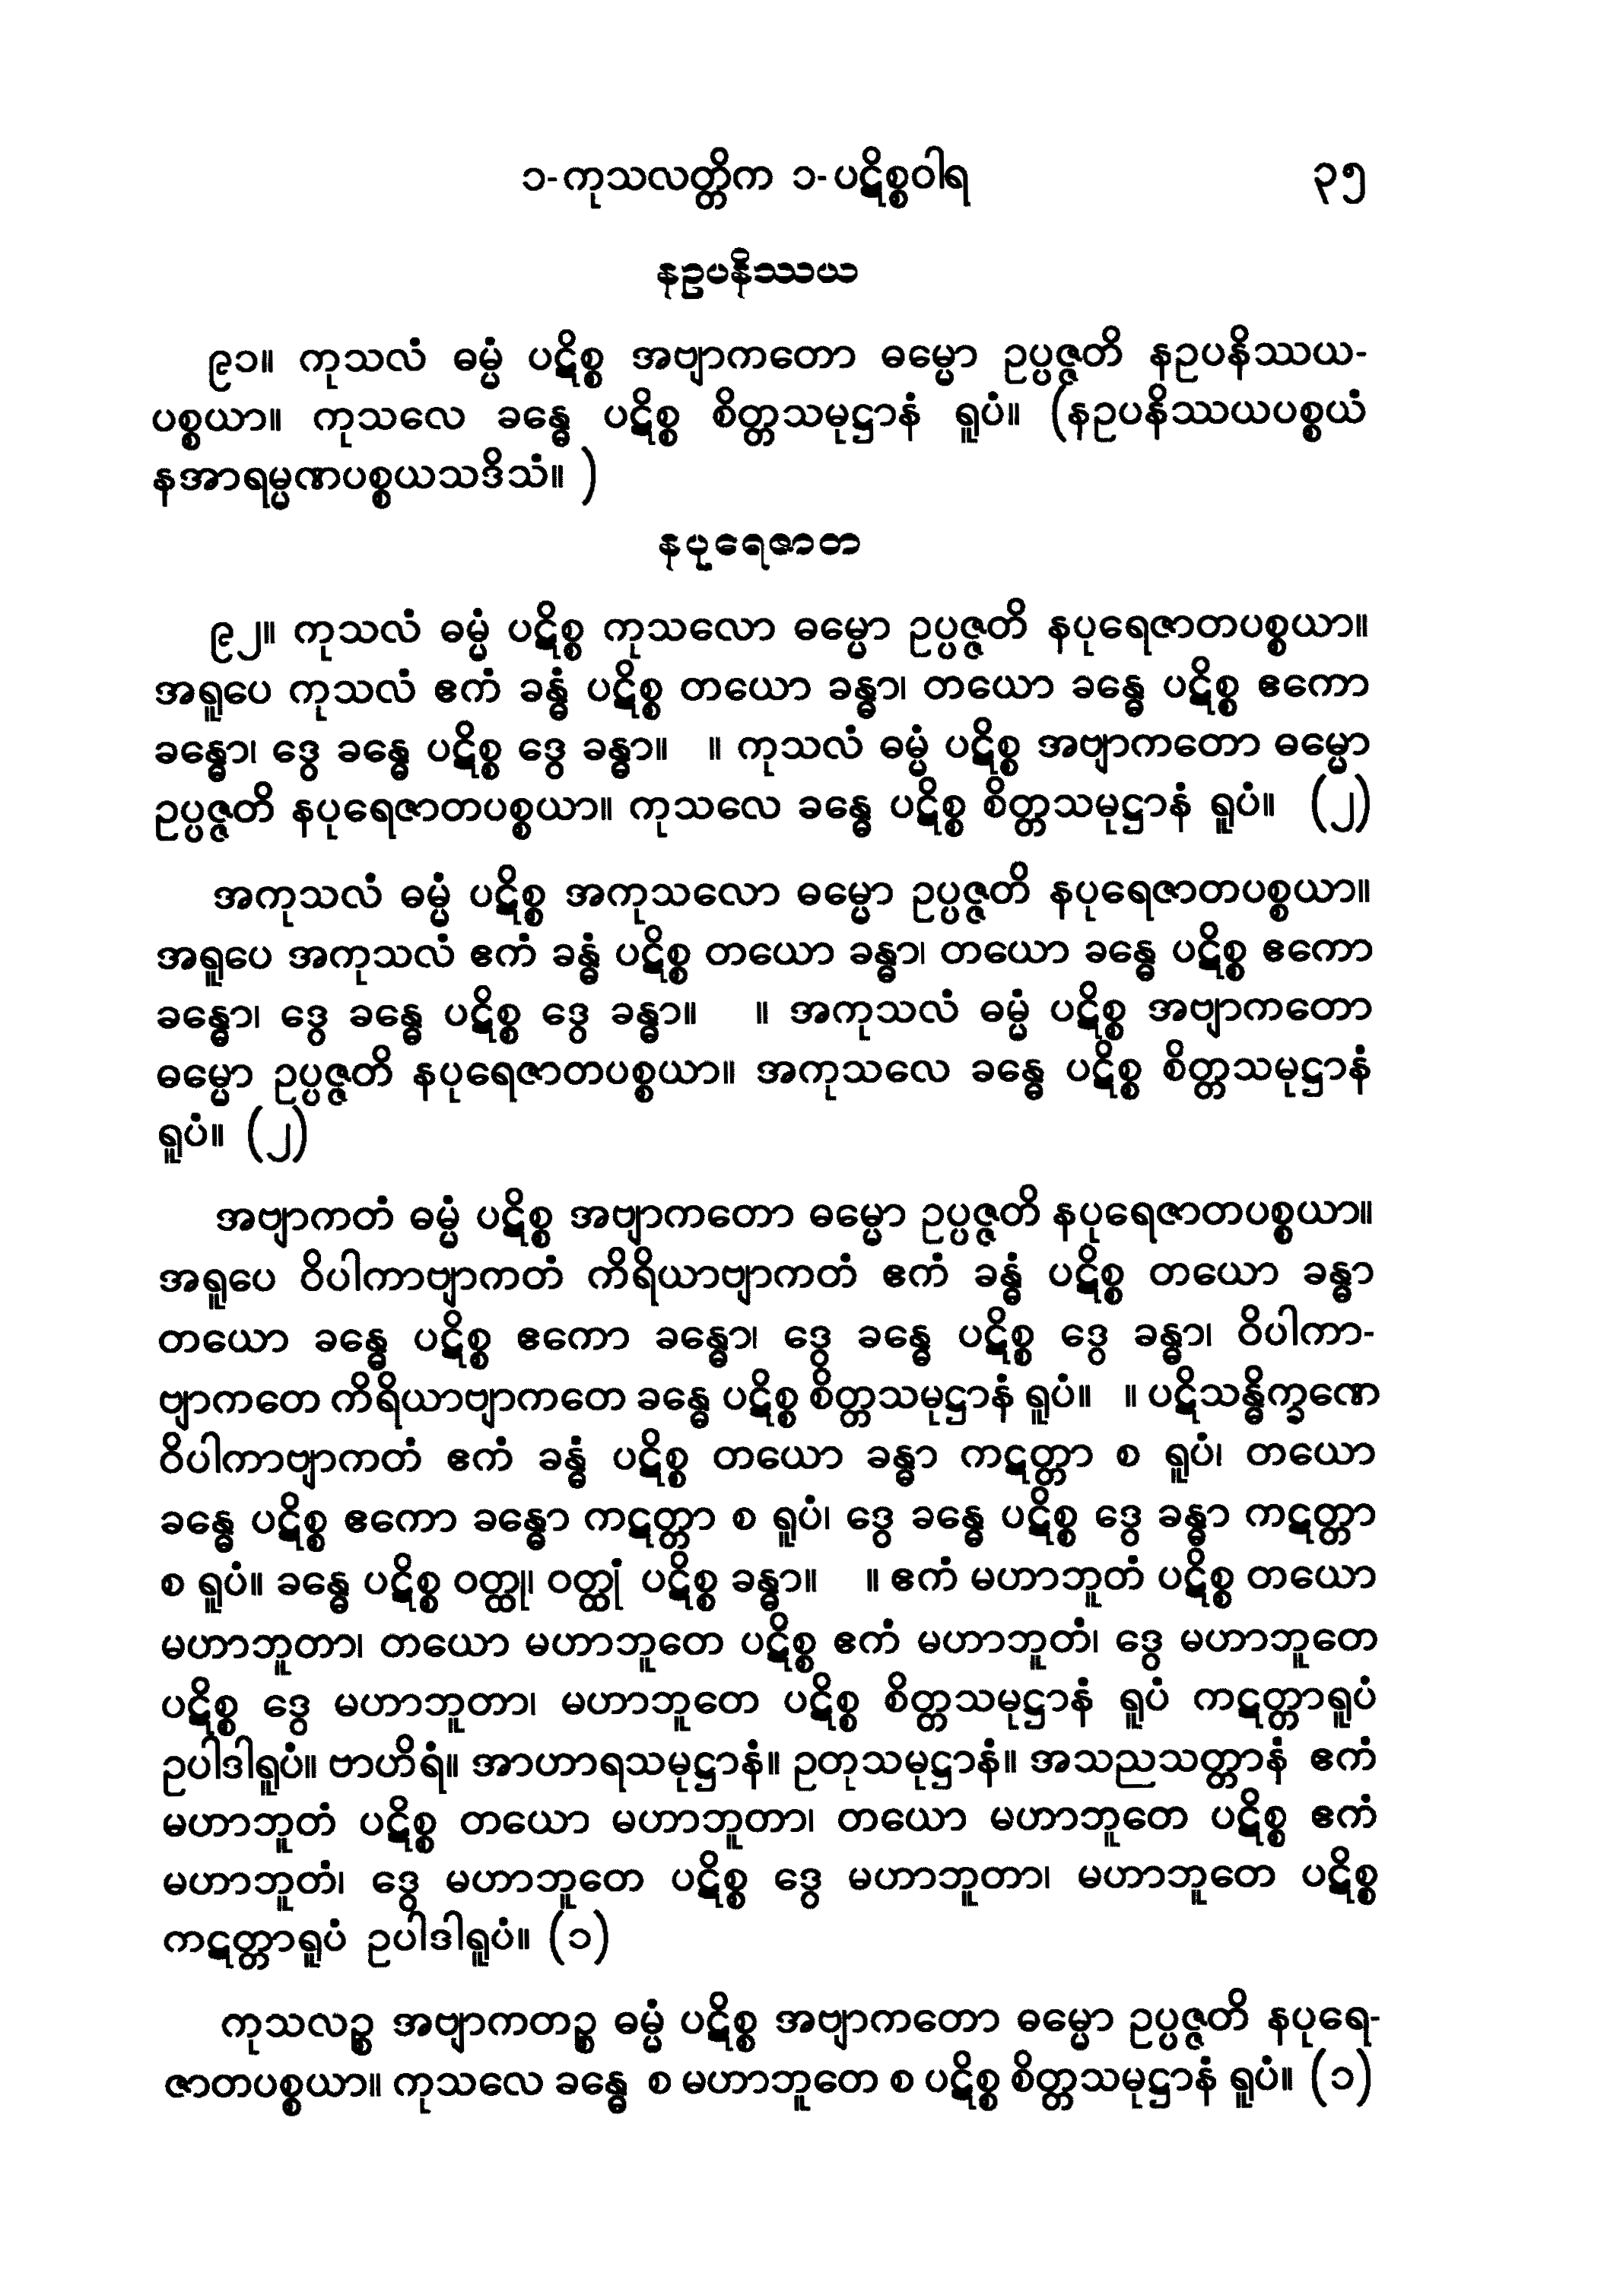 ၁-ကုသလတ္တိက ၁-ပဋိစ္စဝါရ ၃၅
နဥပနိဿယ
၉၁။ ကုသလံ ဓမ္မံ ပဋိစ္စ အဗျာကတော ဓမ္မော ဥပ္ပဇ္ဇတိ နဥပနိဿယ-
ပစ္စယာ။ ကုသလေ ခန္ဓေ ပဋိစ္စ စိတ္တသမုဋ္ဌာနံ ရူပံ။ (နဥပနိဿယပစ္စယံ
နအာရမ္မဏပစ္စယသဒိသံ။ )
နပုရေဇာတ
၉၂။ ကုသလံ ဓမ္မံ ပဋိစ္စ ကုသလော ဓမ္မော ဥပ္ပဇ္ဇတိ နပုရေဇာတပစ္စယာ။
အရူပေ ကုသလံ ဧကံ ခန္ဓံ ပဋိစ္စ တယော ခန္ဓာ၊ တယော ခန္ဓေ ပဋိစ္စ ဧကော
ခန္ဓော၊ ဒွေ ခန္ဓေ ပဋိစ္စ ဒွေ ခန္ဓာ။ ။ ကုသလံ ဓမ္မံ ပဋိစ္စ အဗျာကတော ဓမ္မော
ဥပ္ပဇ္ဇတိ နပုရေဇာတပစ္စယာ။ ကုသလေ ခန္ဓေ ပဋိစ္စ စိတ္တသမုဋ္ဌာနံ ရူပံ။ (၂)
အကုသလံ ဓမ္မံ ပဋိစ္စ အကုသလော ဓမ္မော ဥပ္ပဇ္ဇတိ နပုရေဇာတပစ္စယာ။
အရူပေ အကုသလံ ဧကံ ခန္ဓံ ပဋိစ္စ တယော ခန္ဓာ၊ တယော ခန္ဓေ ပဋိစ္စ ဧကော
ခန္ဓော၊ ဒွေ ခန္ဓေ ပဋိစ္စ ဒွေ ခန္ဓာ။ ။ အကုသလံ ဓမ္မံ ပဋိစ္စ အဗျာကတော
ဓမ္မော ဥပ္ပဇ္ဇတိ နပုရေဇာတပစ္စယာ။ အကုသလေ ခန္ဓေ ပဋိစ္စ စိတ္တသမုဋ္ဌာနံ
ရူပံ။ (၂)
အဗျာကတံ ဓမ္မံ ပဋိစ္စ အဗျာကတော ဓမ္မော ဥပ္ပဇ္ဇတိ နပုရေဇာတပစ္စယာ။
အရူပေ ဝိပါကာဗျာကတံ ကိရိယာဗျာကတံ ဧကံ ခန္ဓံ ပဋိစ္စ တယော ခန္ဓာ
တယော ခန္ဓေ ပဋိစ္စ ဧကော ခန္ဓော၊ ဒွေ ခန္ဓေ ပဋိစ္စ ဒွေ ခန္ဓာ၊ ဝိပါကာ-
ဗျာကတေ ကိရိယာဗျာကတေ ခန္ဓေ ပဋိစ္စ စိတ္တသမုဋ္ဌာနံ ရူပံ။ ။ ပဋိသန္ဓိက္ခဏေ
ဝိပါကာဗျာကတံ ဧကံ ခန္ဓံ ပဋိစ္စ တယော ခန္ဓာ ကဋတ္တာ စ ရူပံ၊ တယော
ခန္ဓေ ပဋိစ္စ ဧကော ခန္ဓော ကဋတ္တာ စ ရူပံ၊ ဒွေ ခန္ဓေ ပဋိစ္စ ဒွေ ခန္ဓာ ကဋတ္တာ
စ ရူပံ။ ခန္ဓေ ပဋိစ္စ ဝတ္ထု၊ ဝတ္ထုံ ပဋိစ္စ ခန္ဓာ။ ။ ဧကံ မဟာဘူတံ ပဋိစ္စ တယော
မဟာဘူတာ၊ တယော မဟာဘူတေ ပဋိစ္စ ဧကံ မဟာဘူတံ၊ ဒွေ မဟာဘူတေ
ပဋိစ္စ ဒွေ မဟာဘူတာ၊ မဟာဘူတေ ပဋိစ္စ စိတ္တသမုဋ္ဌာနံ ရူပံ ကဋတ္တာရူပံ
ဥပါဒါရူပံ။ ဗာဟိရံ။ အာဟာရသမုဋ္ဌာနံ။ ဥတုသမုဋ္ဌာနံ။ အသညသတ္တာနံ ဧကံ
မဟာဘူတံ ပဋိစ္စ တယော မဟာဘူတာ၊ တယော မဟာဘူတေ ပဋိစ္စ ဧကံ
မဟာဘူတံ၊ ဒွေ မဟာဘူတေ ပဋိစ္စ ဒွေ မဟာဘူတာ၊ မဟာဘူတေ ပဋိစ္စ
ကဋတ္တာရူပံ ဥပါဒါရူပံ။ (၁)
ကုသလဉ္စ အဗျာကတဉ္စ ဓမ္မံ ပဋိစ္စ အဗျာကတော ဓမ္မော ဥပ္ပဇ္ဇတိ နပုရေ-
ဇာတပစ္စယာ။ ကုသလေ ခန္ဓေ စ မဟာဘူတေ စ ပဋိစ္စ စိတ္တသမုဋ္ဌာနံ ရူပံ။ (၁)